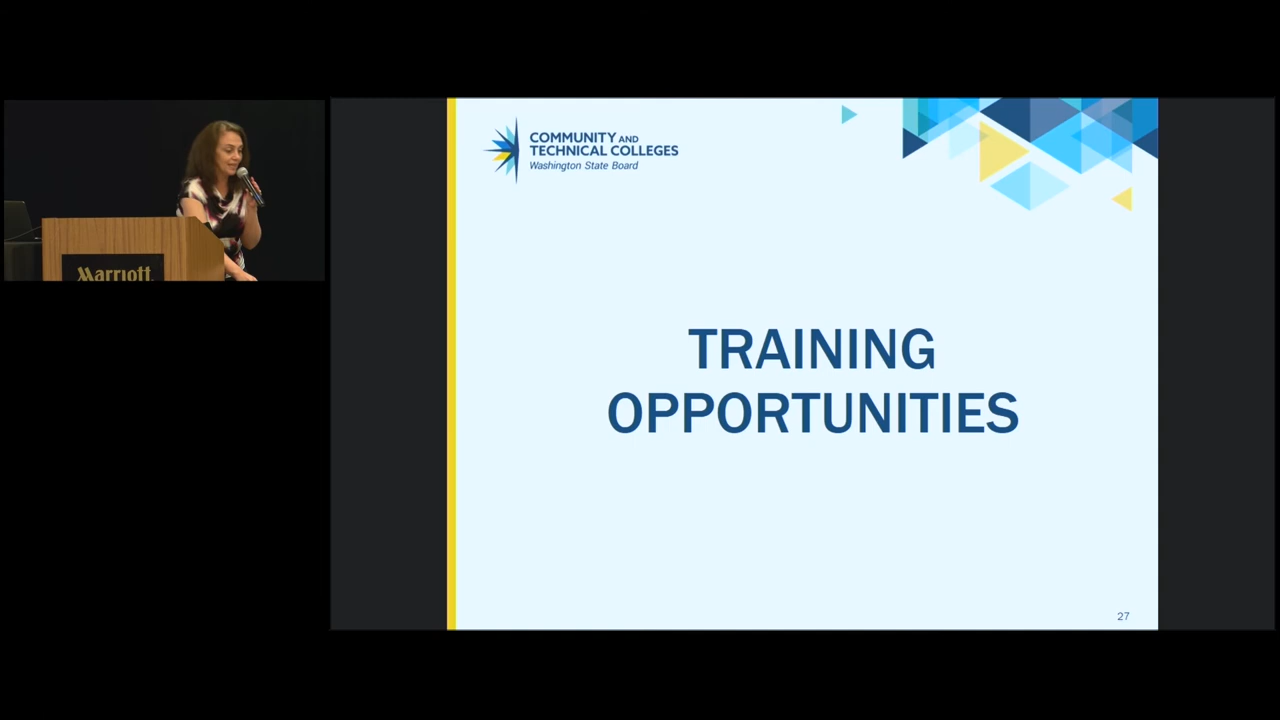 Marriott
COMMUNITY AND
TECHNICAL COLLEGES
Washington State Board
TRAINING
OPPORTUNITIES
27